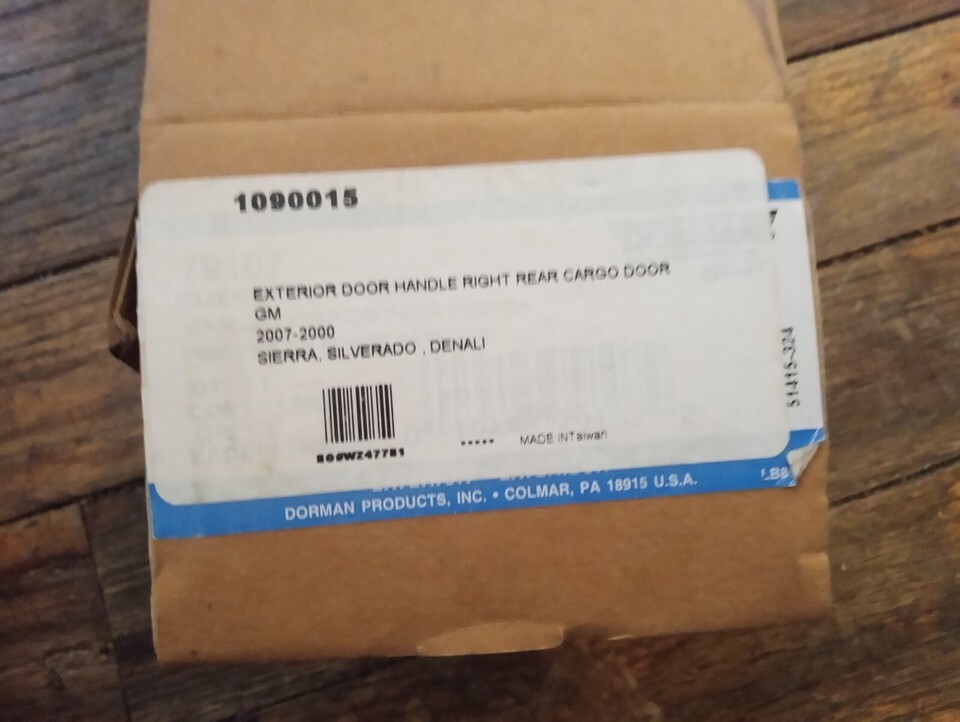 1090015
7
EXTERIOR DOOR HANDLE RIGHT REAR CARGO DOOR
GM
2007-2000
SIERRA, SILVERADO , DENALI
51415-324
MADE INTaiwan
DORMAN PRODUCTS, INC. • COLMAR, PA 18915 U.S.A.